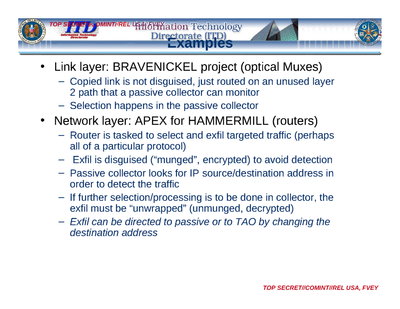 TOP SECRET//COMINT//REL USA, FVEY
Information Technology
Directorate (ITD)
ITD
Information Technology
Directorate
Examples
• Link layer: BRAVENICKEL project (optical Muxes)
– Copied link is not disguised, just routed on an unused layer
2 path that a passive collector can monitor
– Selection happens in the passive collector
• Network layer: APEX for HAMMERMILL (routers)
– Router is tasked to select and exfil targeted traffic (perhaps
all of a particular protocol)
– Exfil is disguised (“munged”, encrypted) to avoid detection
– Passive collector looks for IP source/destination address in
order to detect the traffic
– If further selection/processing is to be done in collector, the
exfil must be “unwrapped” (unmunged, decrypted)
– Exfil can be directed to passive or to TAO by changing the
destination address
TOP SECRET//COMINT//REL USA, FVEY